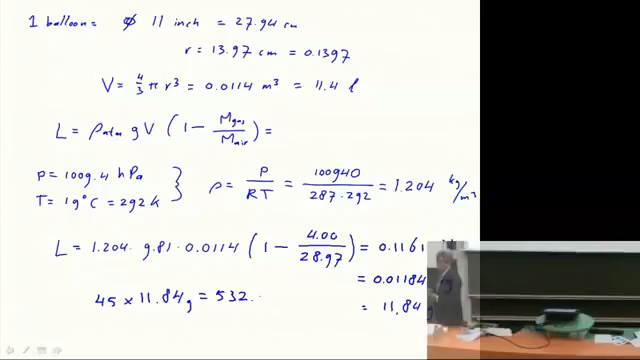 1 balloon = ⌀ 11 inch = 27.94 cm
r = 13.97 cm = 0.1397
V = 4/3 π r³ = 0.0114 m³ = 11.4 l
L = ρatm g V (1 − Mgas/Mair) =
P = 1009.4 hPa
T = 19°C = 292 K
ρ = P/RT = 100940/287·292 = 1.204 kg/m³
L = 1.204 · 9.81 · 0.0114 (1 − 4.00/28.97) = 0.1161
= 0.01184
= 11.84
45 × 11.84g = 532.